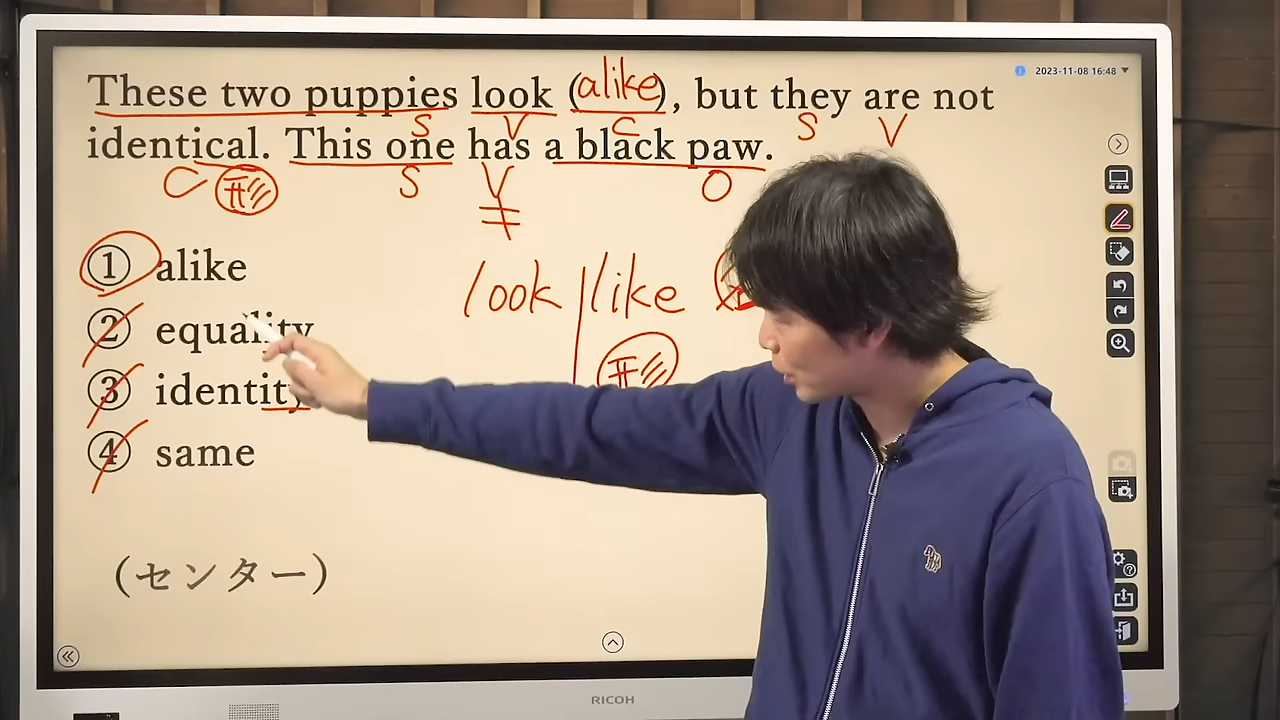 These two puppies look (alike), but they are not
S V C S V
identical. This one has a black paw.
C 形 S V O
① alike
② equality
③ identity
④ same
look like
形
(センター)
2023-11-08 16:48
RICOH